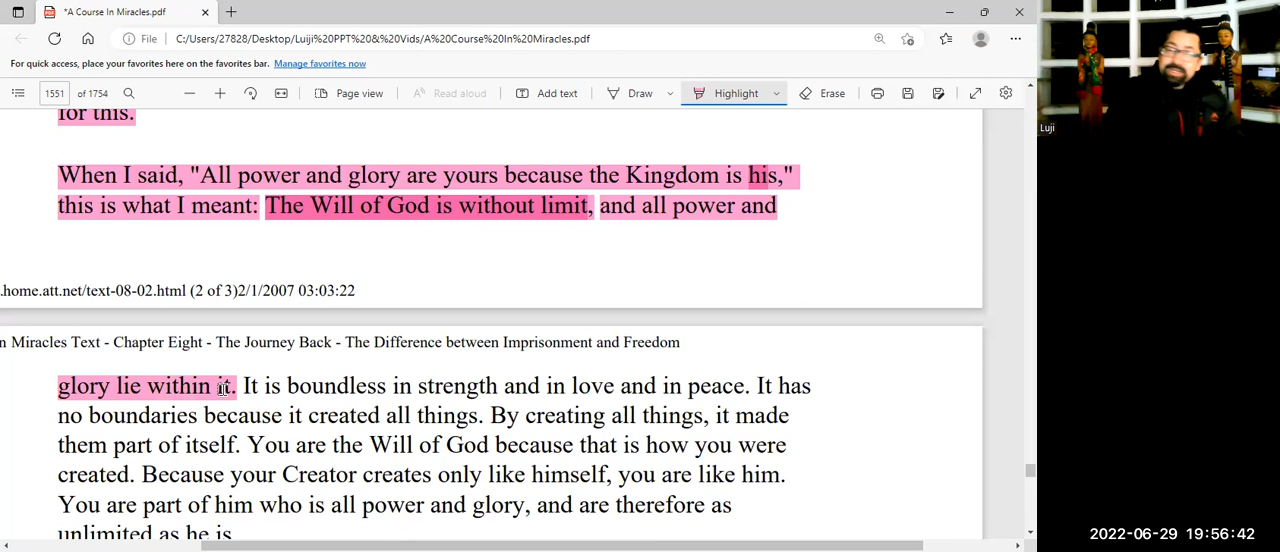 *A Course In Miracles.pdf
File C:/Users/27828/Desktop/Luiji%20PPT%20&%20Vids/A%20Course%20In%20Miracles.pdf
For quick access, place your favorites here on the favorites bar. Manage favorites now
1551 of 1754 Page view Read aloud Add text Draw Highlight Erase
for this.
When I said, "All power and glory are yours because the Kingdom is his,"
this is what I meant: The Will of God is without limit, and all power and
.home.att.net/text-08-02.html (2 of 3)2/1/2007 03:03:22
n Miracles Text - Chapter Eight - The Journey Back - The Difference between Imprisonment and Freedom
glory lie within it. It is boundless in strength and in love and in peace. It has
no boundaries because it created all things. By creating all things, it made
them part of itself. You are the Will of God because that is how you were
created. Because your Creator creates only like himself, you are like him.
You are part of him who is all power and glory, and are therefore as
unlimited as he is
Luji
2022-06-29 19:56:42